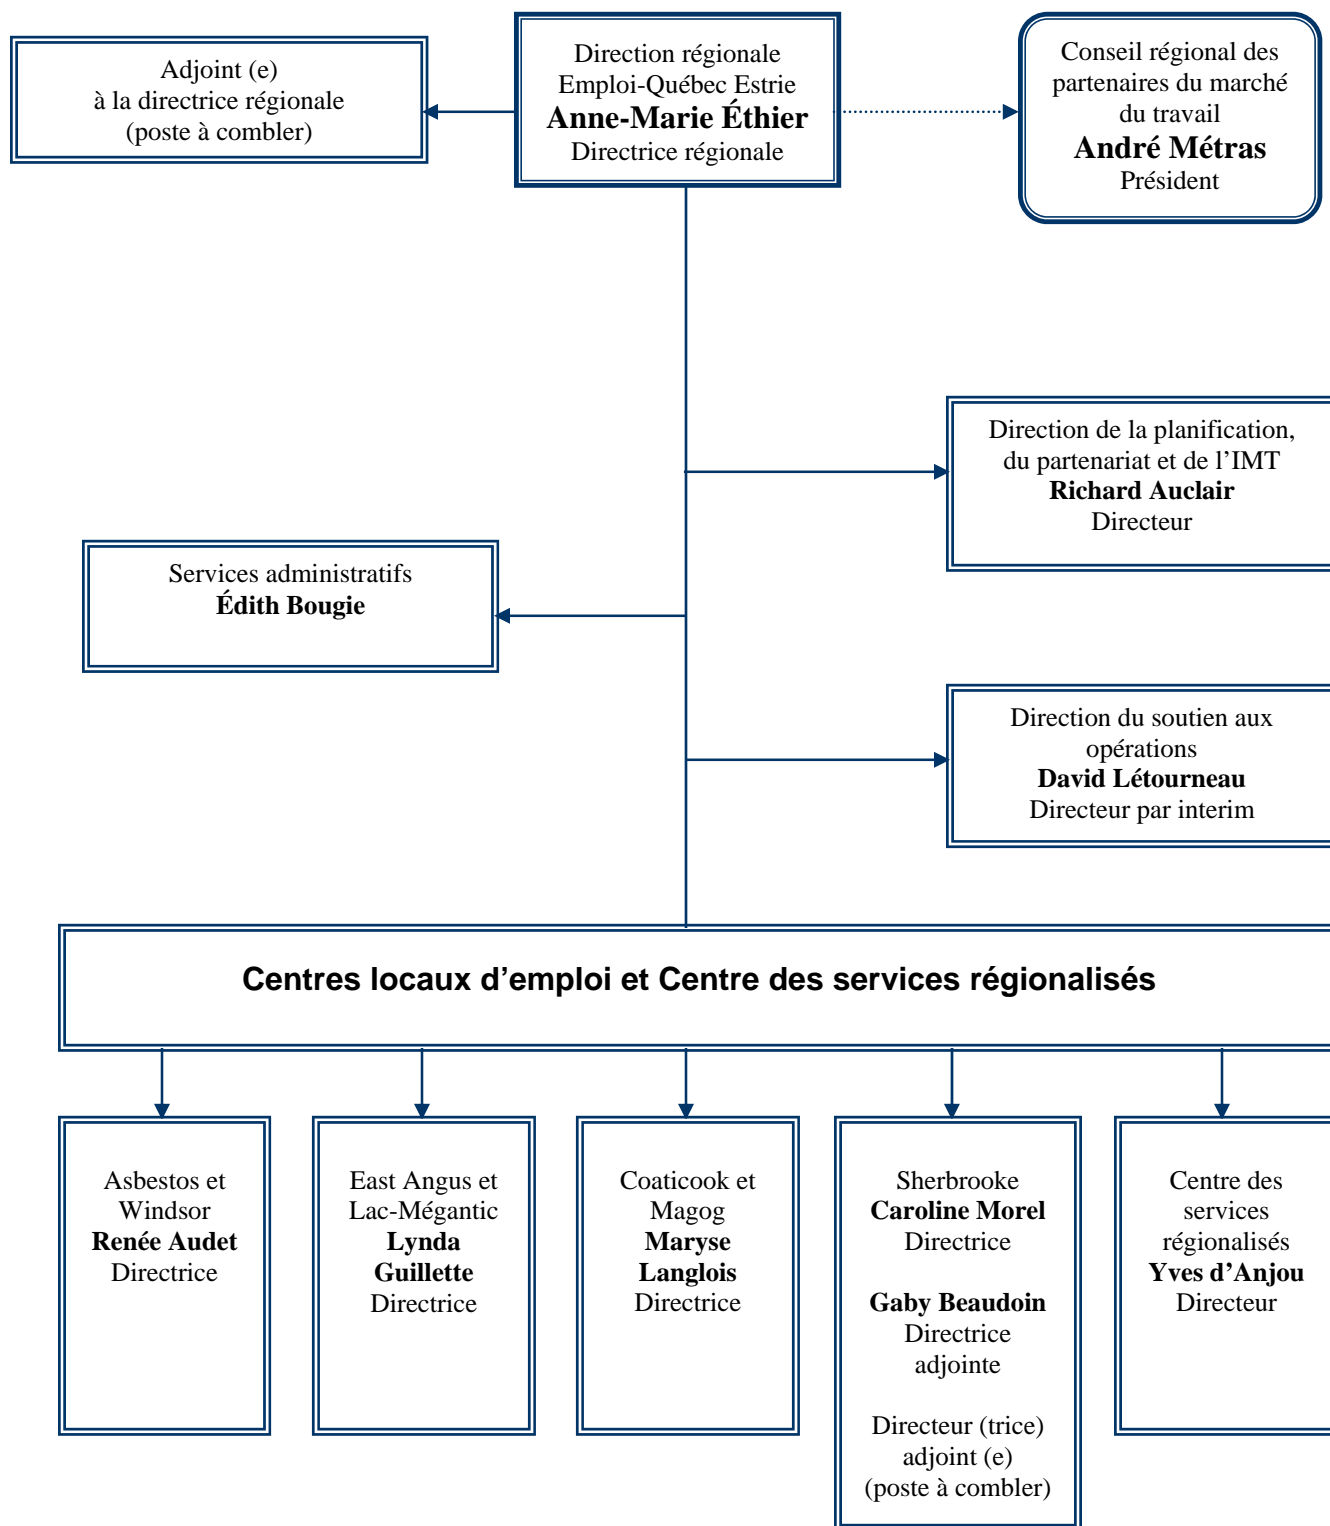 Adjoint (e)
à la directrice régionale
(poste à combler)
Direction régionale
Emploi-Québec Estrie
Anne-Marie Éthier
Directrice régionale
Conseil régional des
partenaires du marché
du travail
André Métras
Président
Direction de la planification,
du partenariat et de l’IMT
Richard Auclair
Directeur
Services administratifs
Édith Bougie
Direction du soutien aux
opérations
David Létourneau
Directeur par interim
Centres locaux d’emploi et Centre des services régionalisés
Asbestos et
Windsor
Renée Audet
Directrice
East Angus et
Lac-Mégantic
Lynda
Guillette
Directrice
Coaticook et
Magog
Maryse
Langlois
Directrice
Sherbrooke
Caroline Morel
Directrice
Gaby Beaudoin
Directrice
adjointe
Directeur (trice)
adjoint (e)
(poste à combler)
Centre des
services
régionalisés
Yves d’Anjou
Directeur